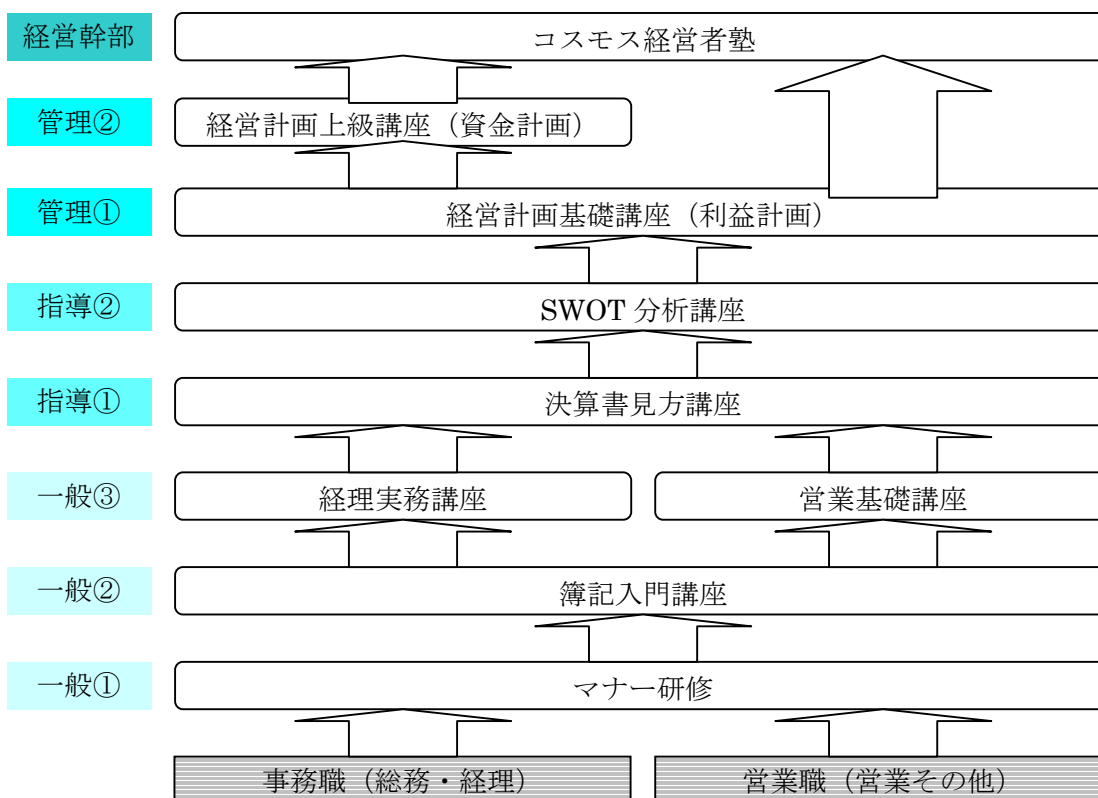 経営幹部 コスモス経営者塾
管理② 経営計画上級講座（資金計画）
管理① 経営計画基礎講座（利益計画）
指導② SWOT 分析講座
指導① 決算書見方講座
一般③ 経理実務講座 営業基礎講座
一般② 簿記入門講座
一般① マナー研修
事務職（総務・経理） 営業職（営業その他）